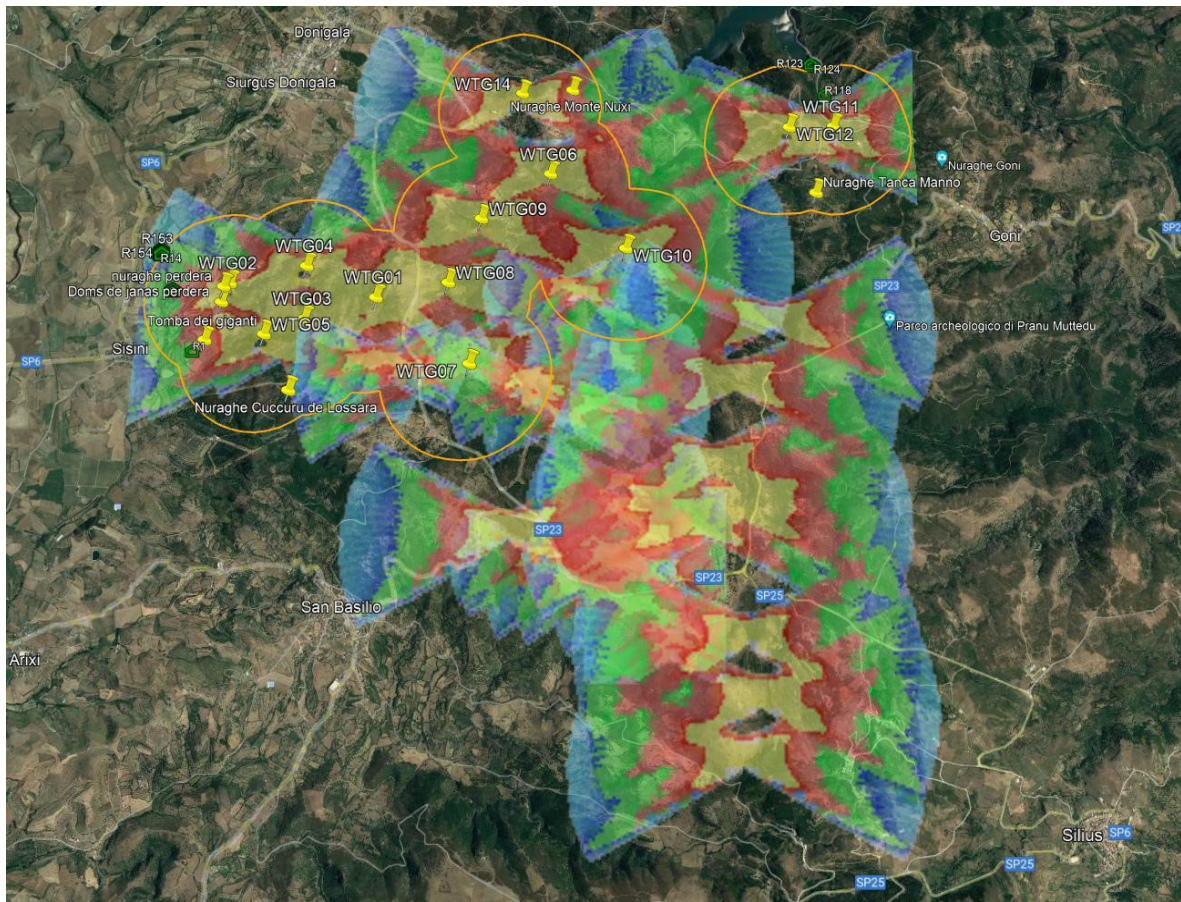 Donigala
Siurgus Donigala
WTG14
Nuraghe Monte Nuxi
R123
R124
R118
WTG11
WTG12
SP6
WTG06
Nuraghe Goni
Nuraghe Tanca Manno
WTG09
SP2
Goni
R153
R154
R14
WTG04
WTG10
nuraghe perdera
WTG02
WTG01
WTG08
Doms de janas perdera
SP23
WTG03
Tomba dei giganti
WTG05
Parco archeologico di Pranu Muttedu
Sisini
R1
SP6
WTG07
Nuraghe Cuccuru de Lossara
SP23
SP23
SP25
San Basilio
Arixi
Silius
SP6
SP25
SP25